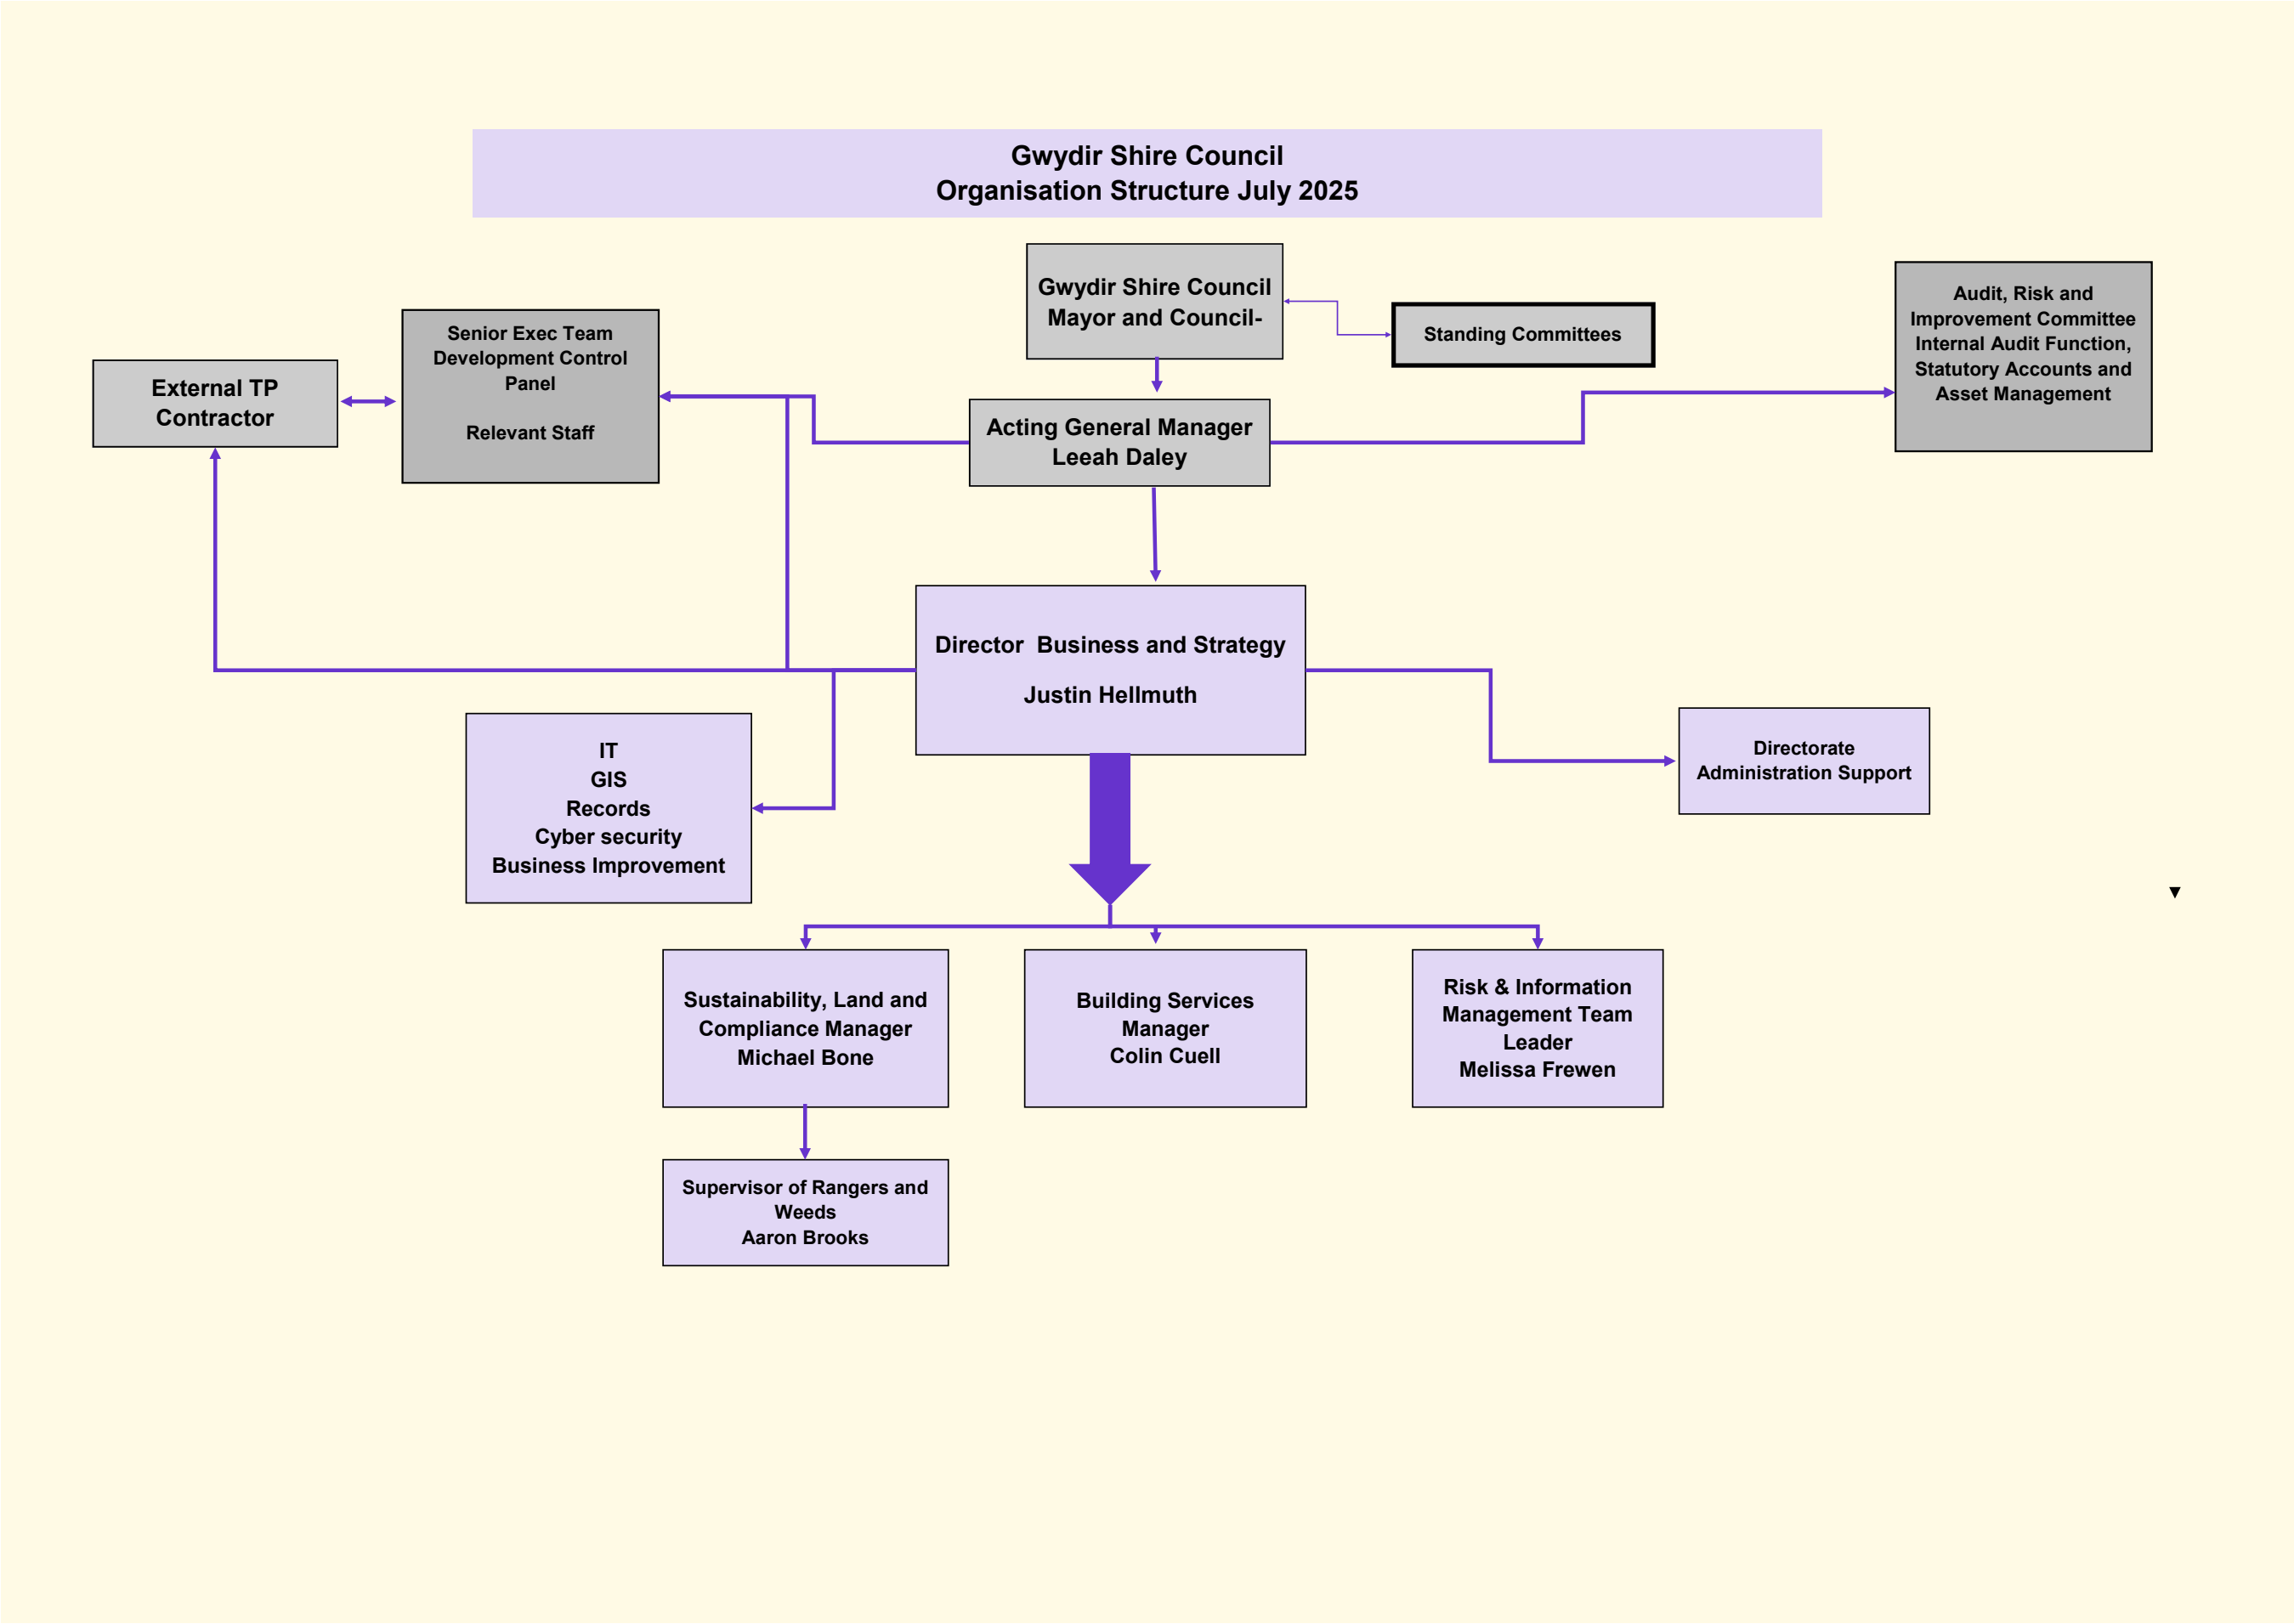 Gwydir Shire Council
Organisation Structure July 2025
Gwydir Shire Council
Mayor and Council-
Standing Committees
Audit, Risk and
Improvement Committee
Internal Audit Function,
Statutory Accounts and
Asset Management
Senior Exec Team
Development Control
Panel
Relevant Staff
External TP
Contractor
Acting General Manager
Leeah Daley
Director  Business and Strategy
Justin Hellmuth
IT
GIS
Records
Cyber security
Business Improvement
Directorate
Administration Support
Sustainability, Land and
Compliance Manager
Michael Bone
Building Services
Manager
Colin Cuell
Risk & Information
Management Team
Leader
Melissa Frewen
Supervisor of Rangers and
Weeds
Aaron Brooks